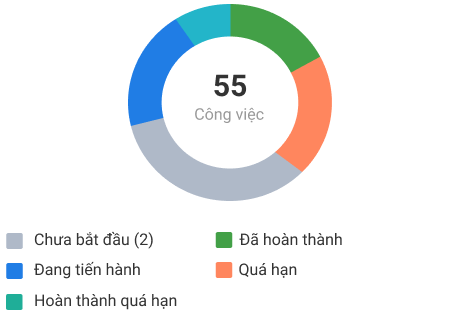 55
Công việc
Chưa bắt đầu (2)
Đã hoàn thành
Đang tiến hành
Quá hạn
Hoàn thành quá hạn